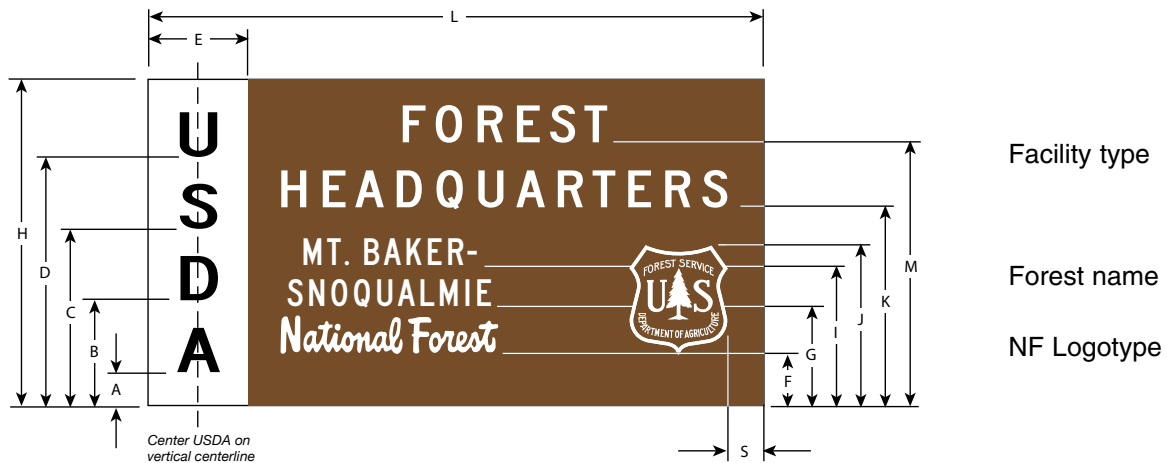 L
E
U
S
D
A
FOREST
HEADQUARTERS
MT. BAKER-
SNOQUALMIE
National Forest
FOREST SERVICE
U S
DEPARTMENT OF AGRICULTURE
H
D
C
B
A
M
K
J
I
G
F
S
Facility type
Forest name
NF Logotype
Center USDA on
vertical centerline